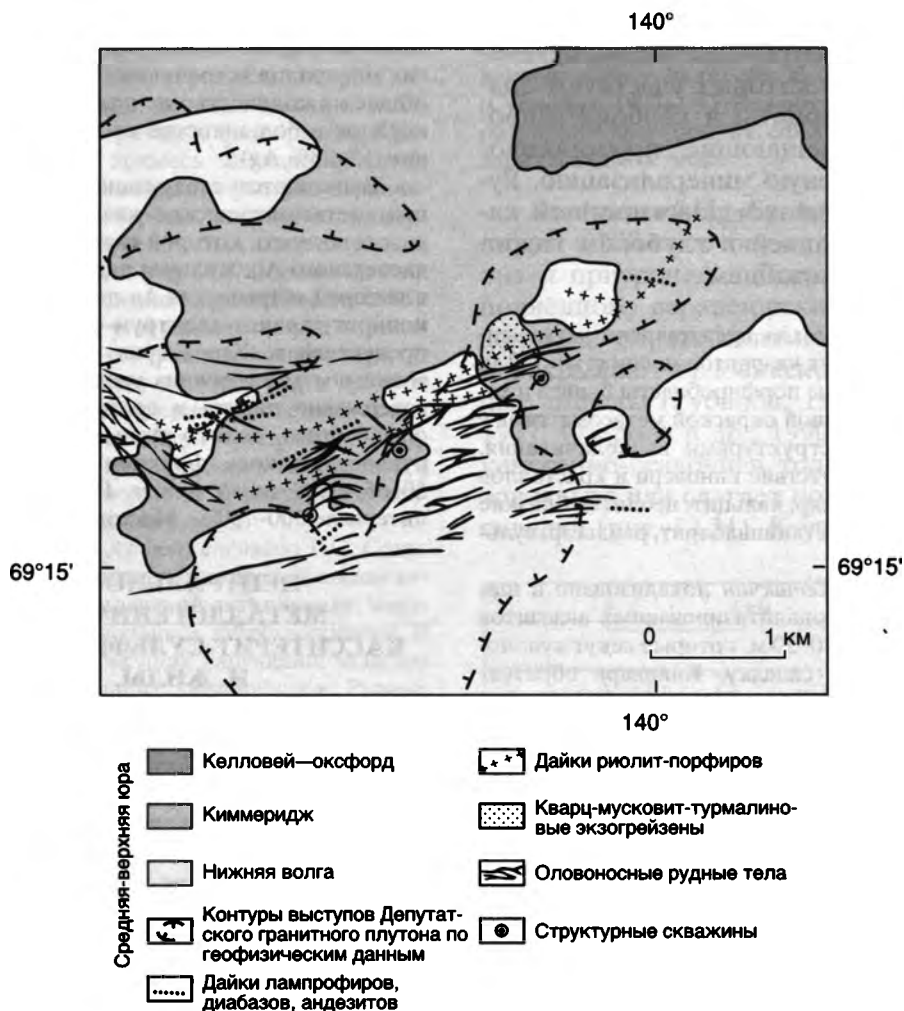 140°
69°15'
69°15'
0 1 км
140°
Средняя-верхняя юра
Келловей—оксфорд
Киммеридж
Нижняя волга
Контуры выступов Депутат-
ского гранитного плутона по
геофизическим данным
Дайки лампрофиров,
диабазов, андезитов
Дайки риолит-порфиров
Кварц-мусковит-турмалино-
вые экзогрейзены
Оловоносные рудные тела
Структурные скважины